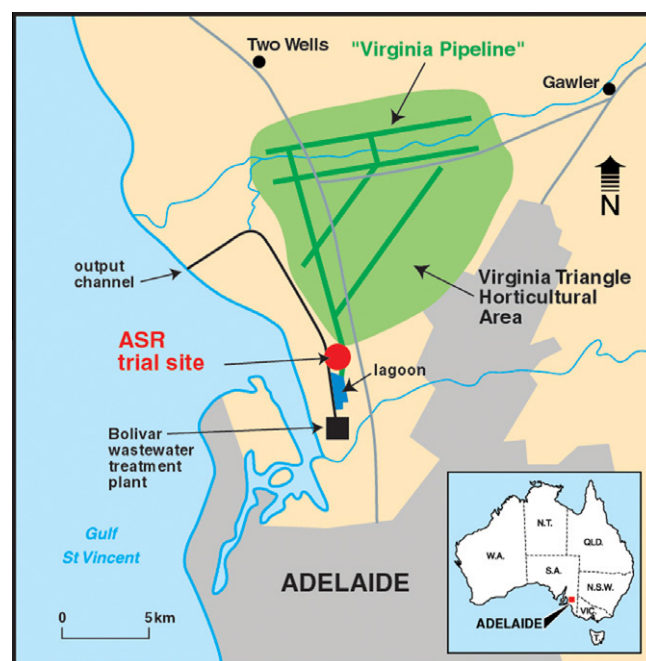 Two Wells
"Virginia Pipeline"
Gawler
N
output
channel
Virginia Triangle
Horticultural
Area
ASR
trial site
lagoon
Bolivar
wastewater
treatment
plant
Gulf
St Vincent
ADELAIDE
0 5km
N.T.
QLD.
W.A.
S.A.
N.S.W.
VIC.
ADELAIDE
T.